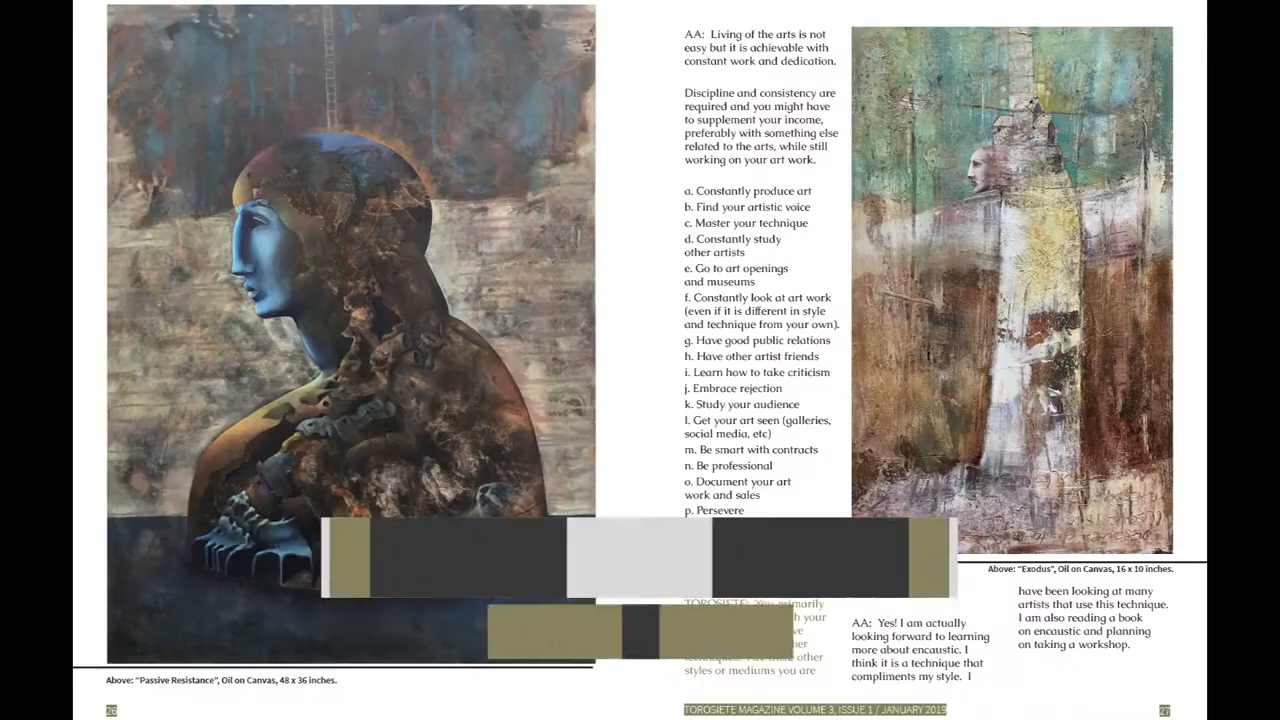 Above: "Passive Resistance", Oil on Canvas, 48 x 36 inches.
26
AA: Living of the arts is not
easy but it is achievable with
constant work and dedication.
Discipline and consistency are
required and you might have
to supplement your income,
preferably with something else
related to the arts, while still
working on your art work.
a. Constantly produce art
b. Find your artistic voice
c. Master your technique
d. Constantly study
other artists
e. Go to art openings
and museums
f. Constantly look at art work
(even if it is different in style
and technique from your own).
g. Have good public relations
h. Have other artist friends
i. Learn how to take criticism
j. Embrace rejection
k. Study your audience
l. Get your art seen (galleries,
social media, etc)
m. Be smart with contracts
n. Be professional
o. Document your art
work and sales
p. Persevere
TOROSIETE: You primarily
your
other
styles or mediums you are
Above: "Exodus", Oil on Canvas, 16 x 10 inches.
AA: Yes! I am actually
looking forward to learning
more about encaustic. I
think it is a technique that
compliments my style. I
have been looking at many
artists that use this technique.
I am also reading a book
on encaustic and planning
on taking a workshop.
TOROSIETE MAGAZINE VOLUME 3, ISSUE 1 / JANUARY 2019
27